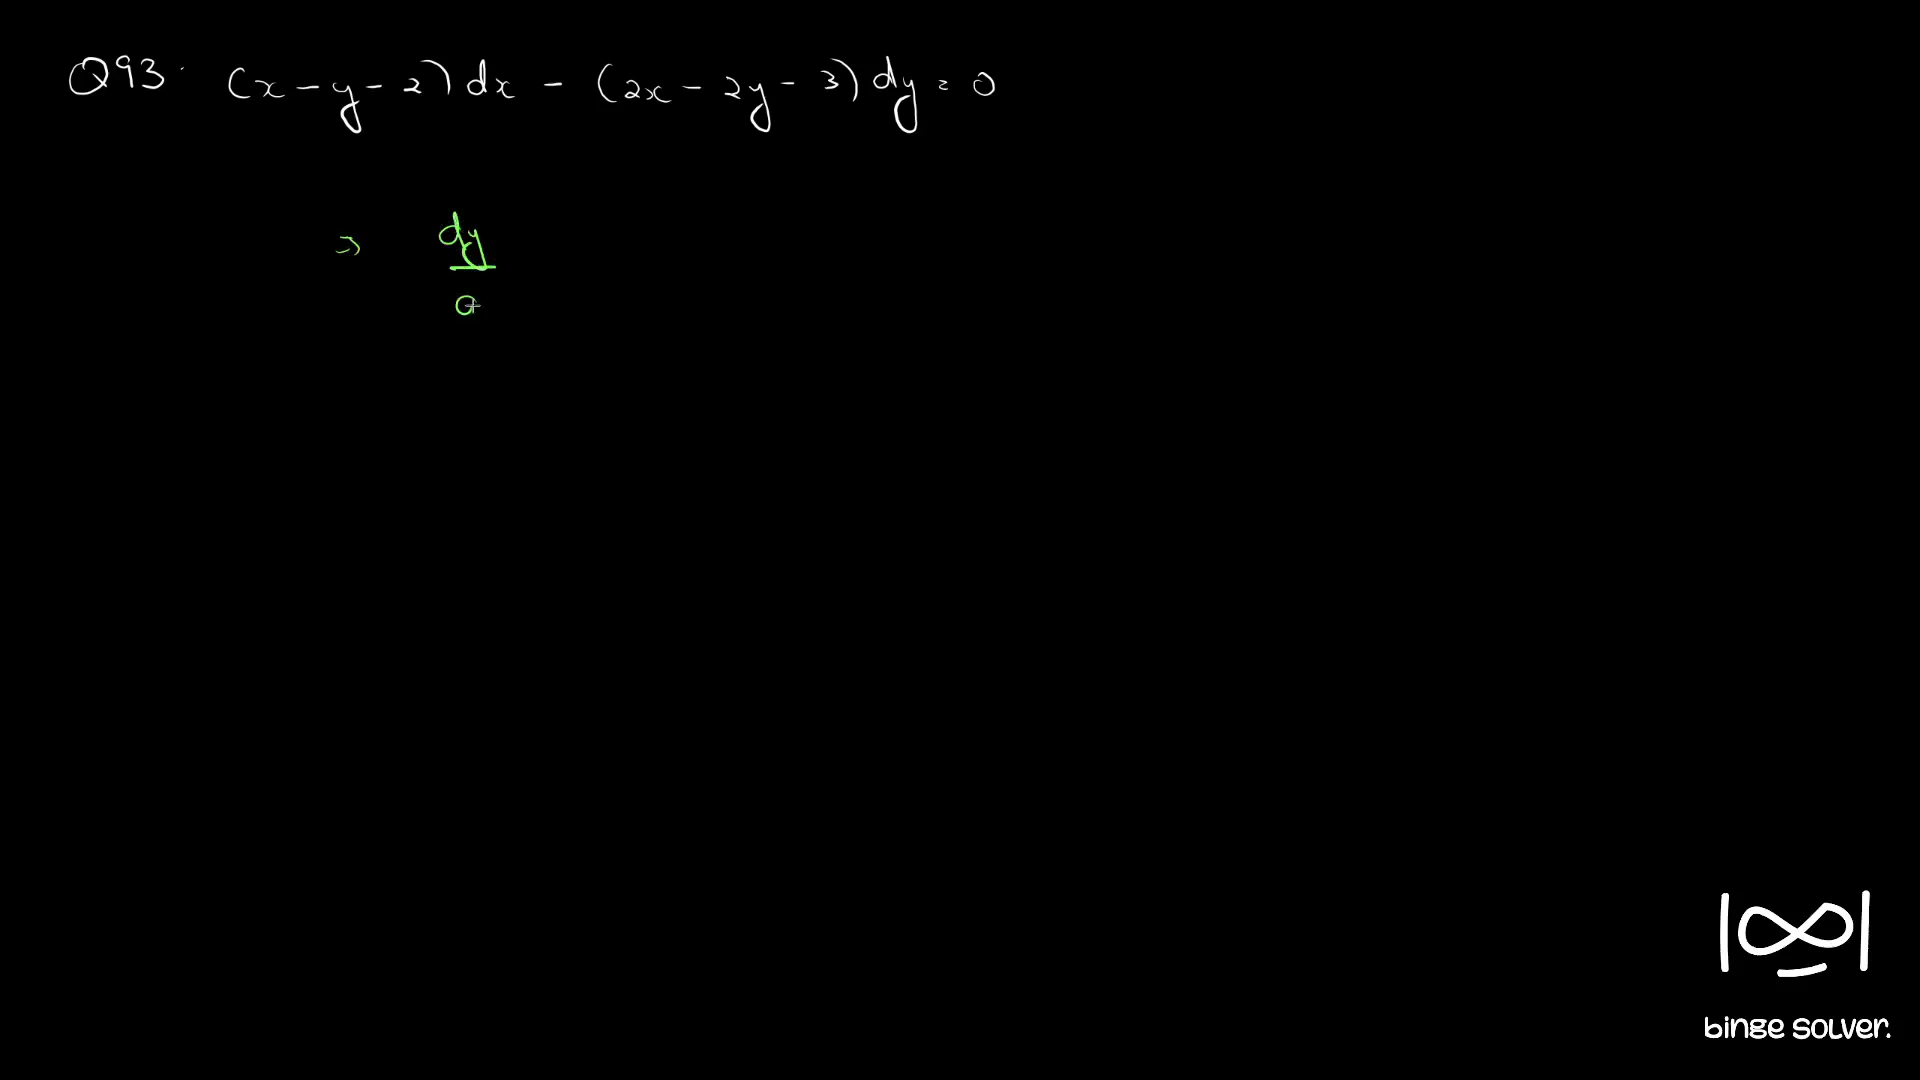 Q93. (x - y - 2) dx - (2x - 2y - 3) dy = 0
⇒ dy
binge solver.